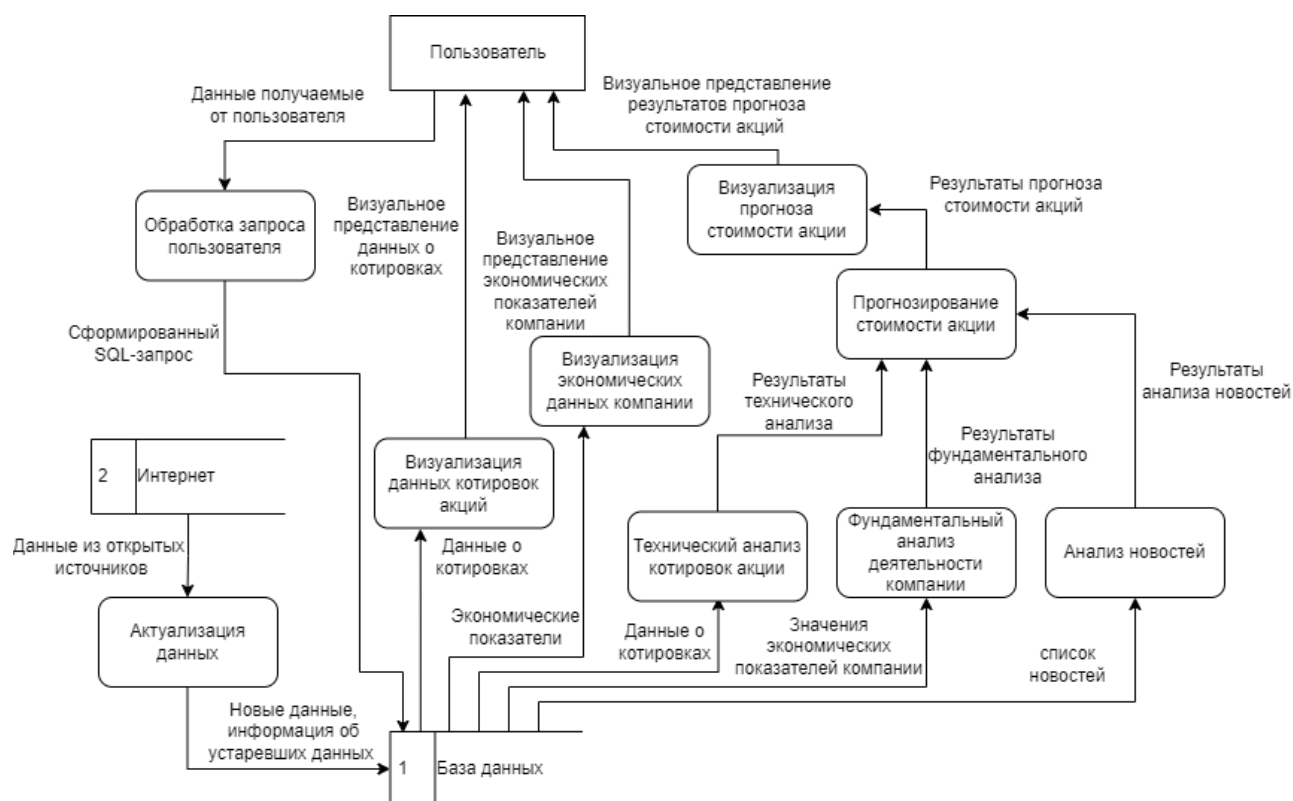 Пользователь
Данные получаемые
от пользователя
Визуальное представление
результатов прогноза
стоимости акций
Обработка запроса
пользователя
Визуальное
представление
данных о
котировках
Визуальное
представление
экономических
показателей
компании
Визуализация
прогноза
стоимости акции
Результаты прогноза
стоимости акций
Прогнозирование
стоимости акции
Сформированный
SQL-запрос
Визуализация
экономических
данных компании
Результаты
технического
анализа
Результаты
анализа новостей
Результаты
фундаментального
анализа
2 Интернет
Визуализация
данных котировок
акций
Данные из открытых
источников
Данные о
котировках
Технический анализ
котировок акции
Фундаментальный
анализ
деятельности
компании
Анализ новостей
Актуализация
данных
Экономические
показатели
Данные о
котировках
Значения
экономических
показателей компании
список
новостей
Новые данные,
информация об
устаревших данных
1 База данных